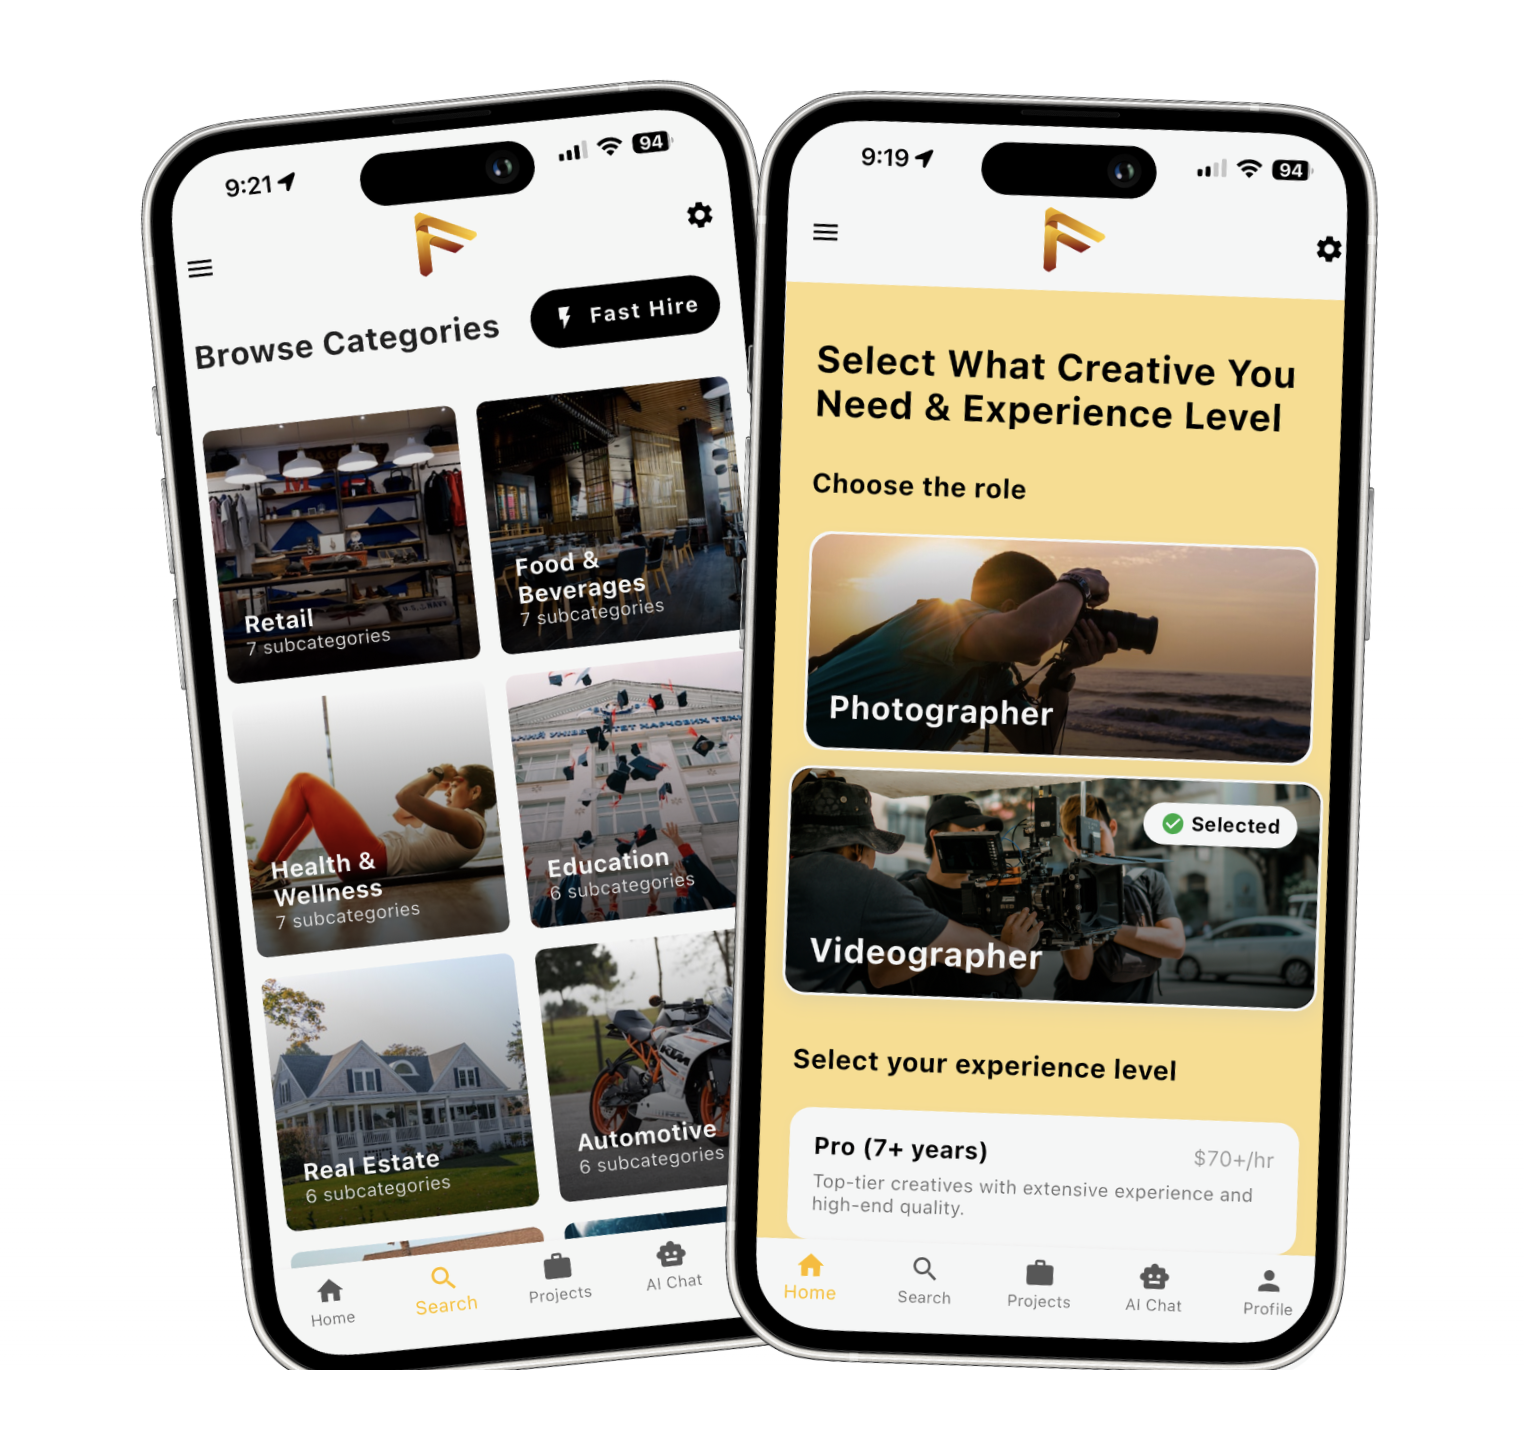 9:21
94
Fast Hire
Browse Categories
Retail
7 subcategories
Food &
Beverages
7 subcategories
Health &
Wellness
7 subcategories
Education
6 subcategories
Real Estate
6 subcategories
KTM
Automotive
6 subcategories
Home
Search
Projects
AI Chat
9:19
94
Select What Creative You
Need & Experience Level
Choose the role
Photographer
Selected
Videographer
Select your experience level
Pro (7+ years)
$70+/hr
Top-tier creatives with extensive experience and
high-end quality.
Home
Search
Projects
AI Chat
Profile